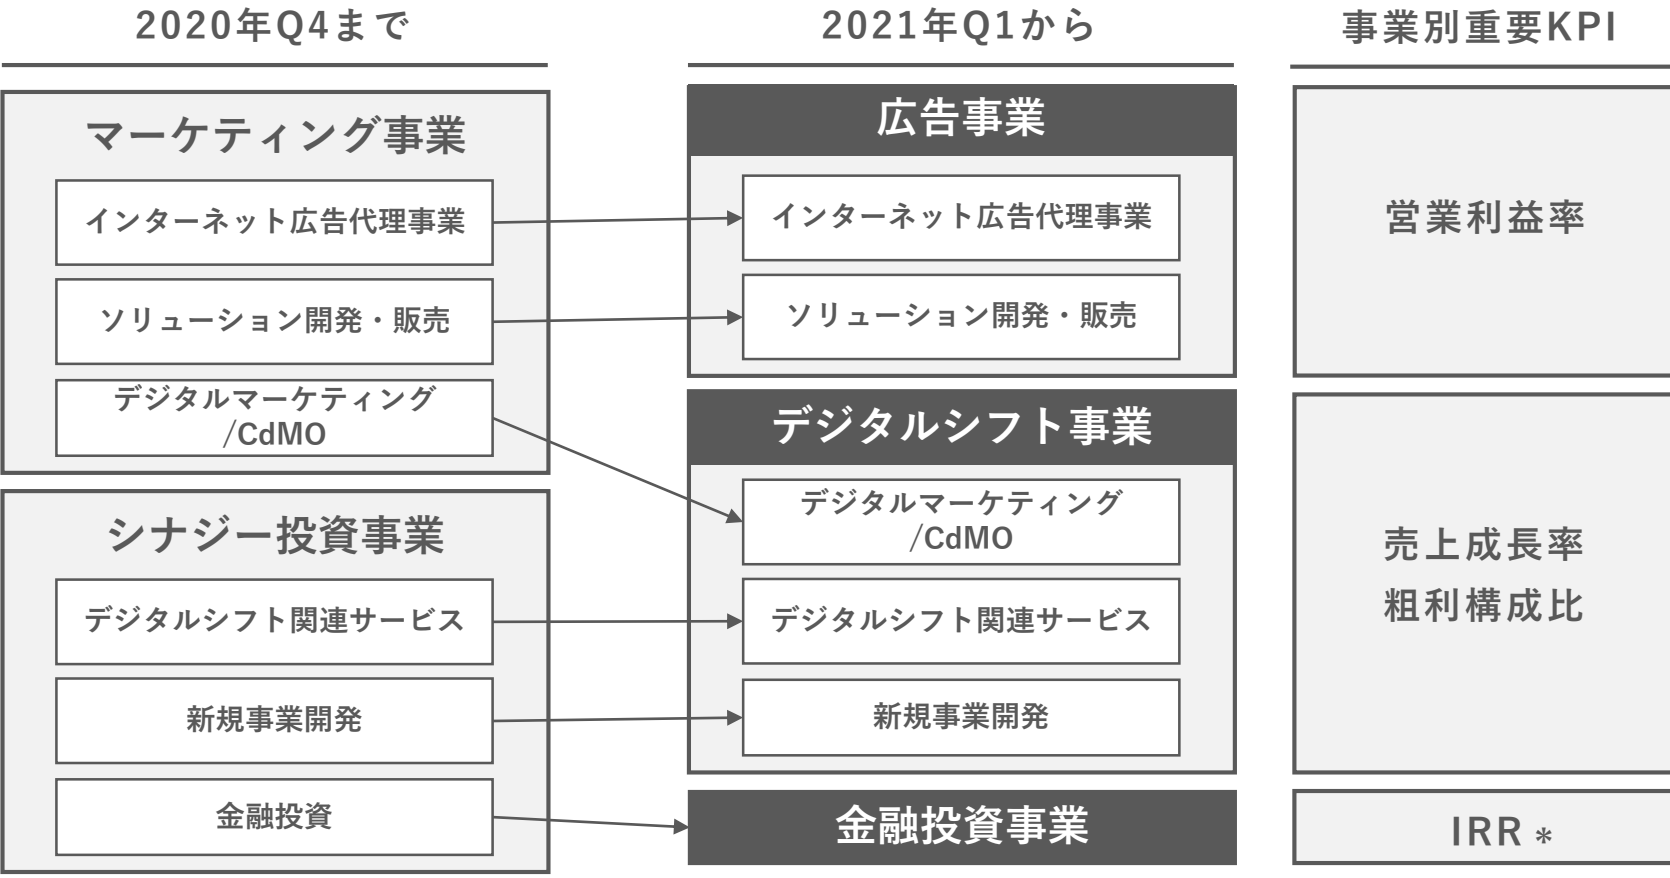 2020年Q4まで
マーケティング事業
インターネット広告代理事業
ソリューション開発・販売
デジタルマーケティング
/CdMO
シナジー投資事業
デジタルシフト関連サービス
新規事業開発
金融投資
2021年Q1から
広告事業
インターネット広告代理事業
ソリューション開発・販売
デジタルシフト事業
デジタルマーケティング
/CdMO
デジタルシフト関連サービス
新規事業開発
金融投資事業
事業別重要KPI
営業利益率
売上成長率
粗利構成比
IRR *